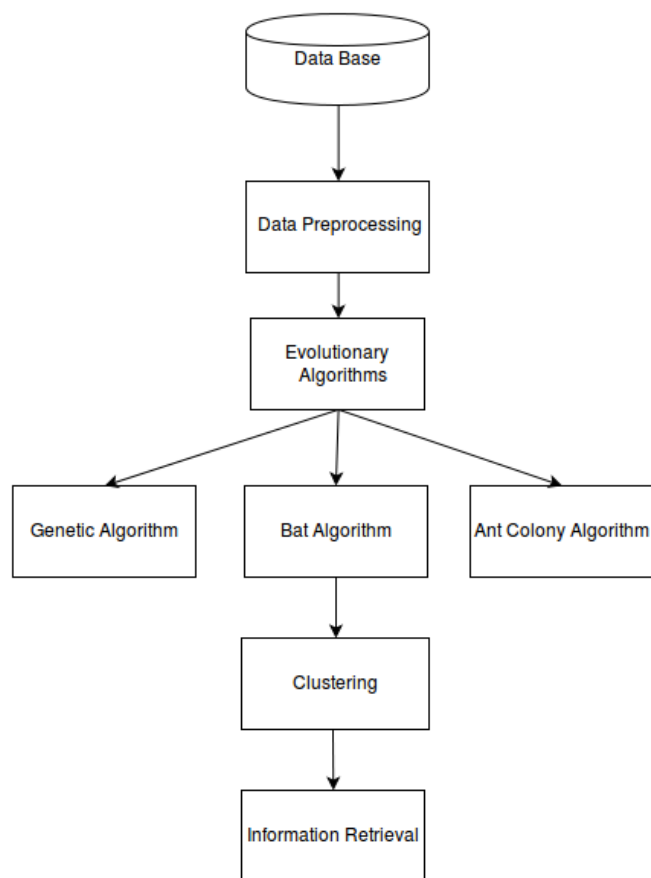 Data Base
Data Preprocessing
Evolutionary
Algorithms
Genetic Algorithm
Bat Algorithm
Ant Colony Algorithm
Clustering
Information Retrieval